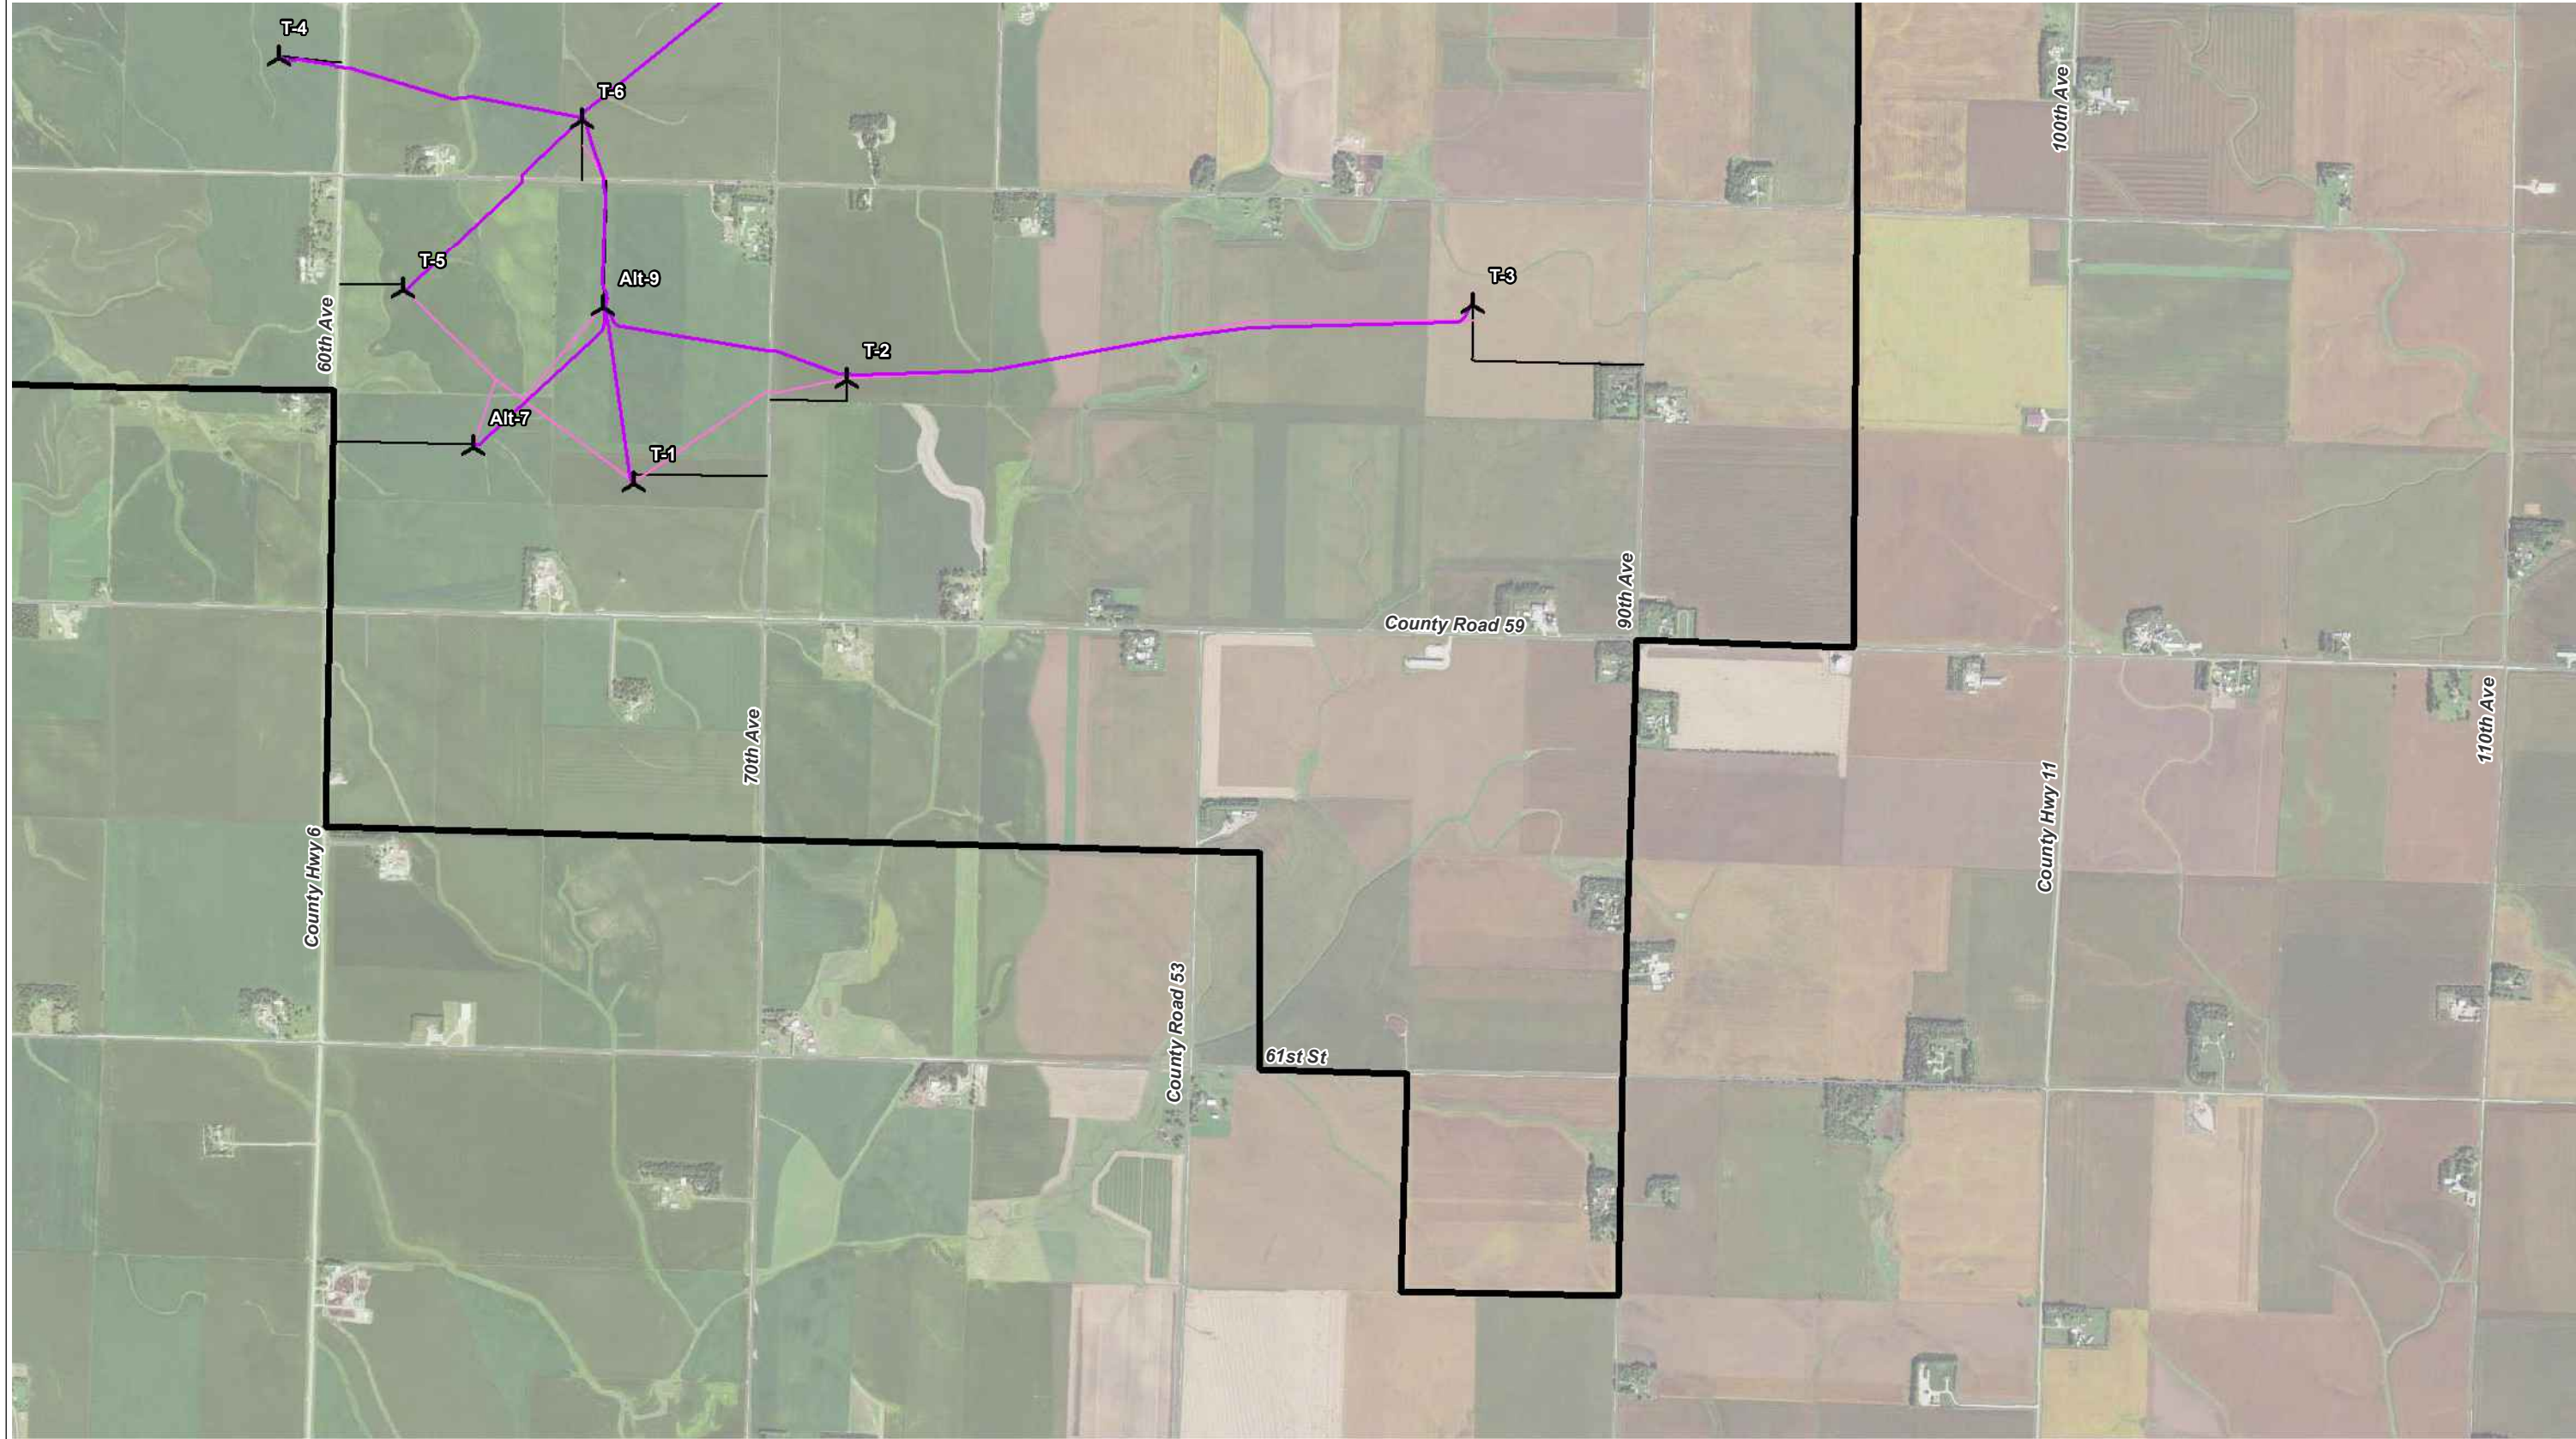 T-4
T-6
100th Ave
T-5
Alt-9
T-3
60th Ave
T-2
Alt-7
T-1
90th Ave
County Road 59
70th Ave
110th Ave
County Hwy 11
County Hwy 6
County Road 53
61st St